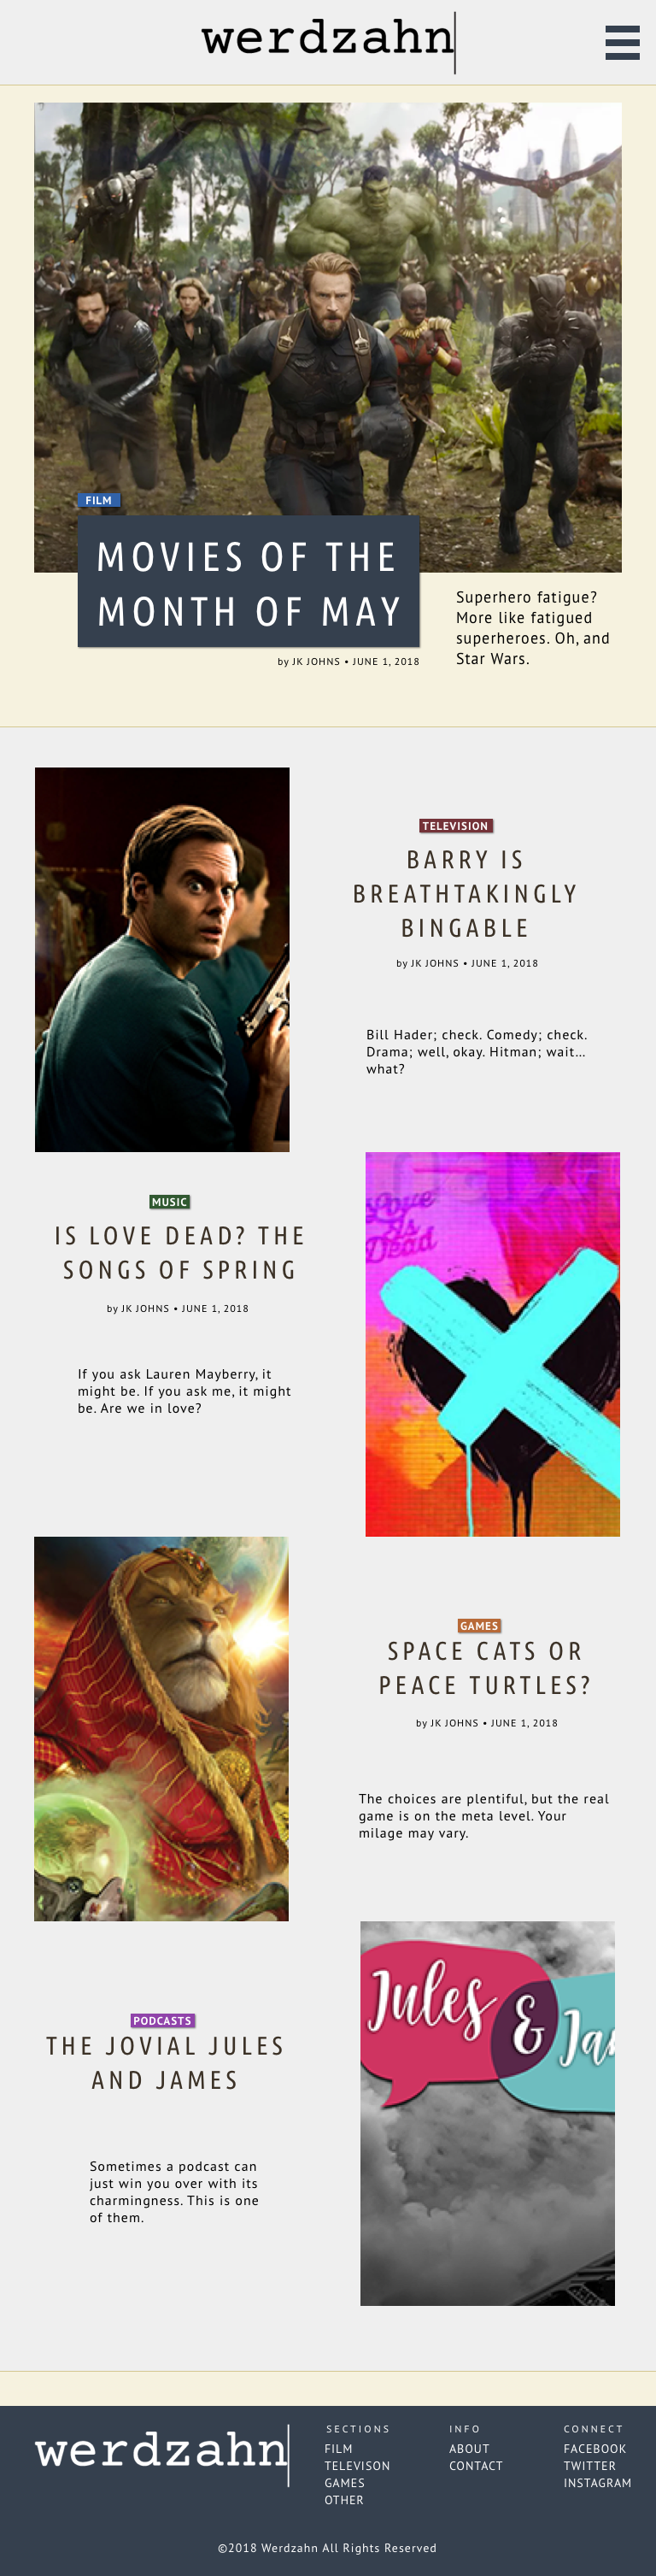 werdzahn
FILM
MOVIES OF THE
MONTH OF MAY
by JK JOHNS • JUNE 1, 2018
Superhero fatigue?
More like fatigued
superheroes. Oh, and
Star Wars.
TELEVISION
BARRY IS
BREATHTAKINGLY
BINGABLE
by JK JOHNS • JUNE 1, 2018
Bill Hader; check. Comedy; check.
Drama; well, okay. Hitman; wait...
what?
MUSIC
IS LOVE DEAD? THE
SONGS OF SPRING
by JK JOHNS • JUNE 1, 2018
If you ask Lauren Mayberry, it
might be. If you ask me, it might
be. Are we in love?
Love
Is
Dead
GAMES
SPACE CATS OR
PEACE TURTLES?
by JK JOHNS • JUNE 1, 2018
The choices are plentiful, but the real
game is on the meta level. Your
milage may vary.
PODCASTS
THE JOVIAL JULES
AND JAMES
Sometimes a podcast can
just win you over with its
charmingness. This is one
of them.
Jules
& Ja
werdzahn
SECTIONS
FILM
TELEVISON
GAMES
OTHER
INFO
ABOUT
CONTACT
CONNECT
FACEBOOK
TWITTER
INSTAGRAM
©2018 Werdzahn All Rights Reserved